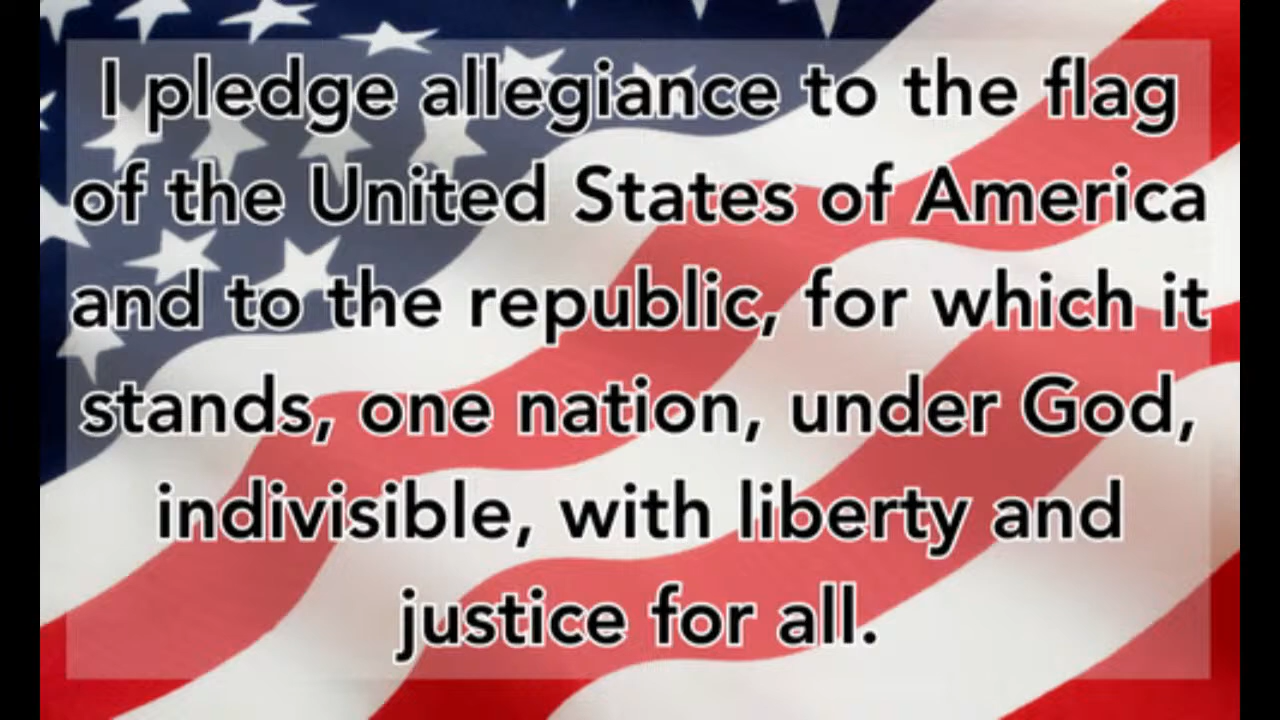 I pledge allegiance to the flag
of the United States of America
and to the republic, for which it
stands, one nation, under God,
indivisible, with liberty and
justice for all.